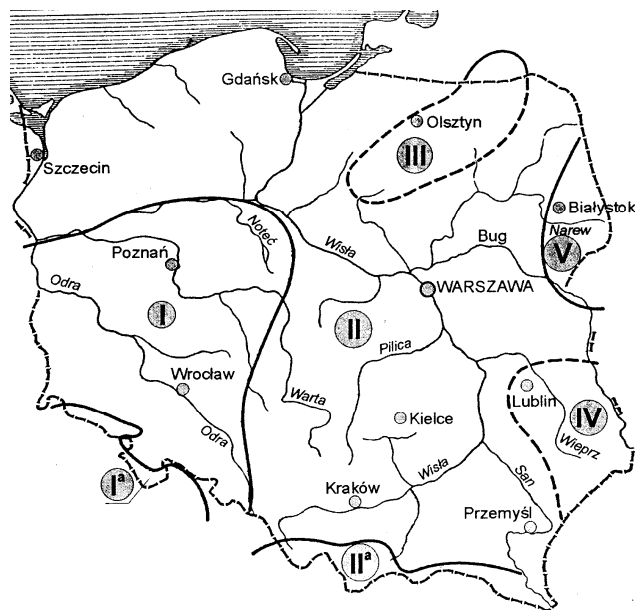 Gdańsk
Olsztyn
III
Szczecin
Białystok
Narew
V
Noteć
Poznań
Wisła
Bug
Odra
WARSZAWA
I
II
Pilica
Wrocław
Warta
Lublin
IV
Kielce
Odra
Wieprz
Iª
Wisła
San
Kraków
Przemyśl
IIª